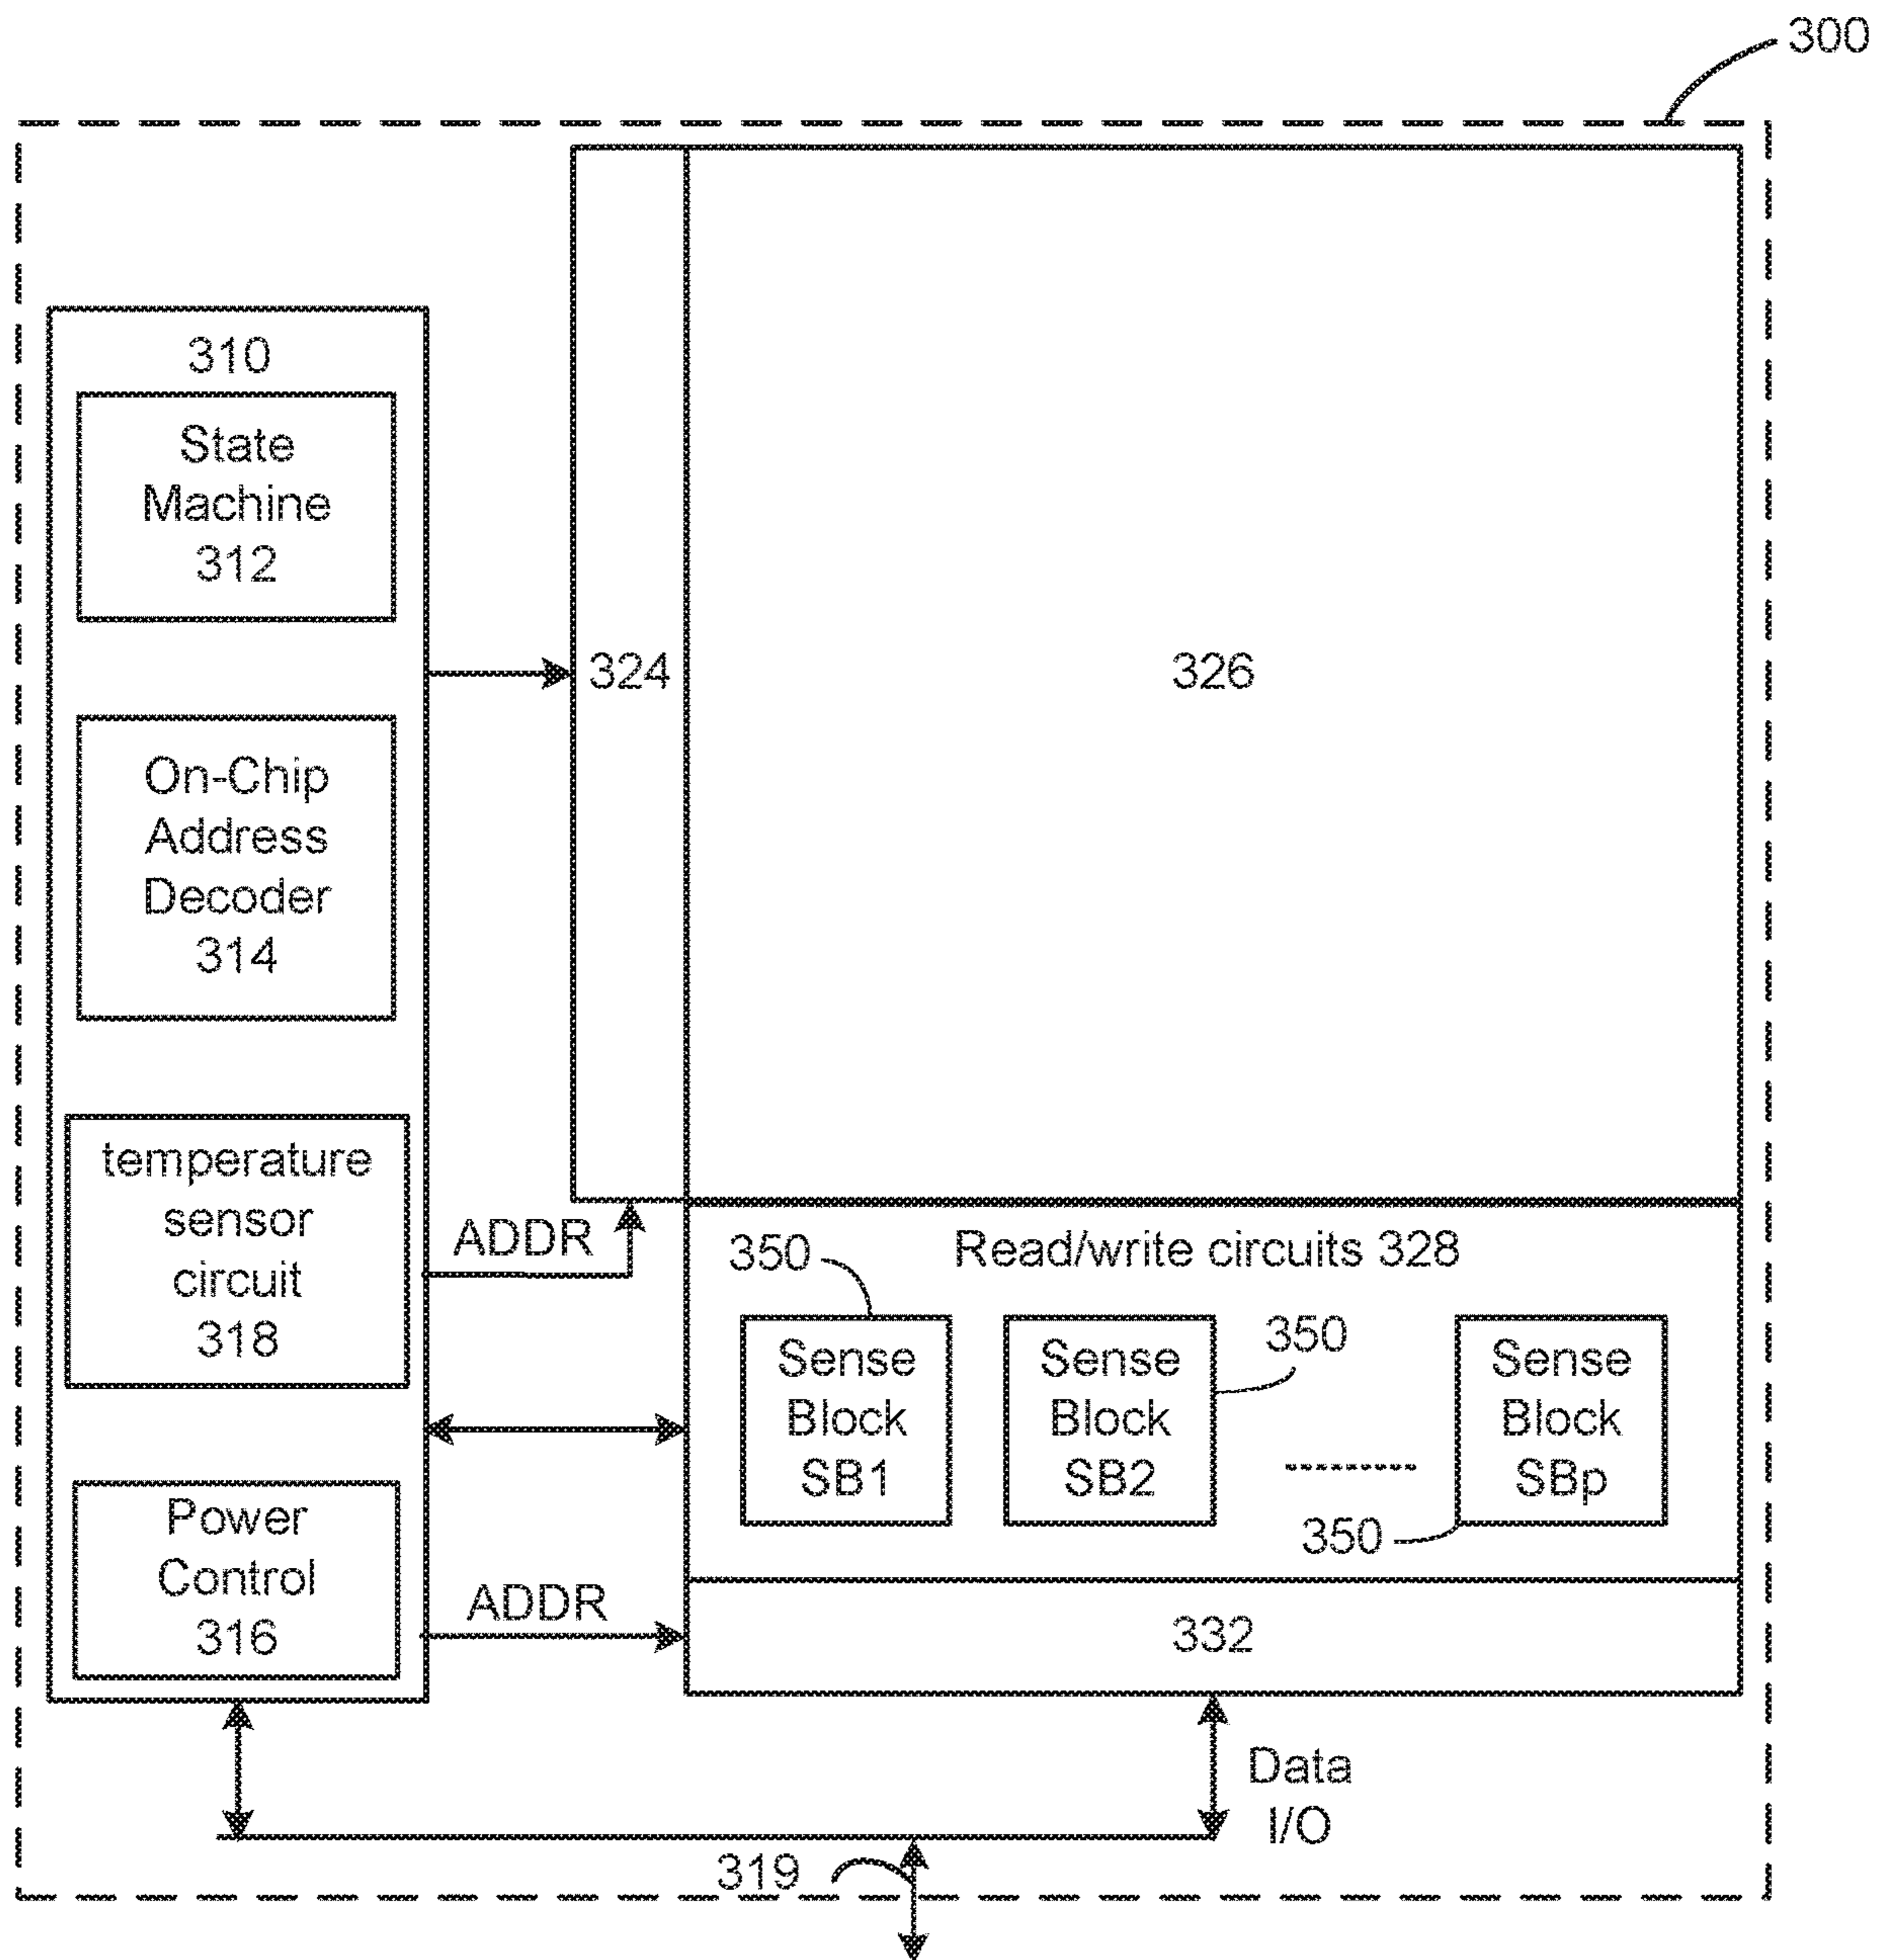 300
310
State
Machine
312
On-Chip
Address
Decoder
314
temperature
sensor
circuit
318
Power
Control
316
324
326
ADDR
ADDR
Read/write circuits 328
350
Sense
Block
SB1
350
Sense
Block
SB2
350
Sense
Block
SBp
332
Data
I/O
319